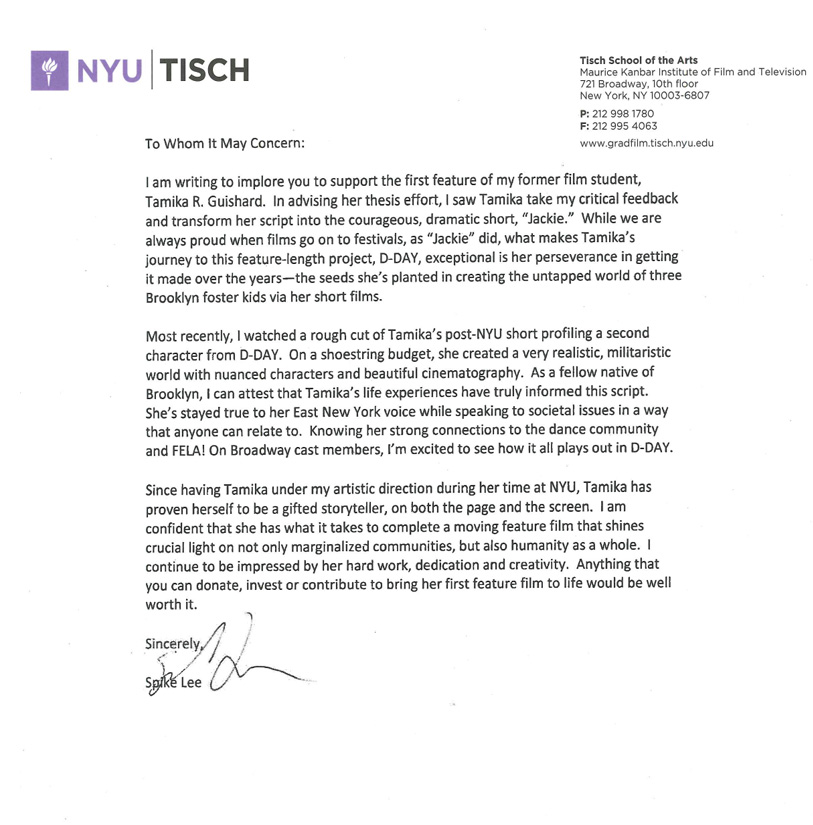 NYU | TISCH
Tisch School of the Arts
Maurice Kanbar Institute of Film and Television
721 Broadway, 10th floor
New York, NY 10003-6807
P: 212 998 1780
F: 212 995 4063
www.gradfilm.tisch.nyu.edu
To Whom It May Concern:
I am writing to implore you to support the first feature of my former film student,
Tamika R. Guishard.  In advising her thesis effort, I saw Tamika take my critical feedback
and transform her script into the courageous, dramatic short, “Jackie.”  While we are
always proud when films go on to festivals, as “Jackie” did, what makes Tamika’s
journey to this feature-length project, D-DAY, exceptional is her perseverance in getting
it made over the years—the seeds she’s planted in creating the untapped world of three
Brooklyn foster kids via her short films.
Most recently, I watched a rough cut of Tamika’s post-NYU short profiling a second
character from D-DAY.  On a shoestring budget, she created a very realistic, militaristic
world with nuanced characters and beautiful cinematography.  As a fellow native of
Brooklyn, I can attest that Tamika’s life experiences have truly informed this script.
She’s stayed true to her East New York voice while speaking to societal issues in a way
that anyone can relate to.  Knowing her strong connections to the dance community
and FELA! On Broadway cast members, I’m excited to see how it all plays out in D-DAY.
Since having Tamika under my artistic direction during her time at NYU, Tamika has
proven herself to be a gifted storyteller, on both the page and the screen.  I am
confident that she has what it takes to complete a moving feature film that shines
crucial light on not only marginalized communities, but also humanity as a whole.  I
continue to be impressed by her hard work, dedication and creativity.  Anything that
you can donate, invest or contribute to bring her first feature film to life would be well
worth it.
Sincerely,
Spike Lee